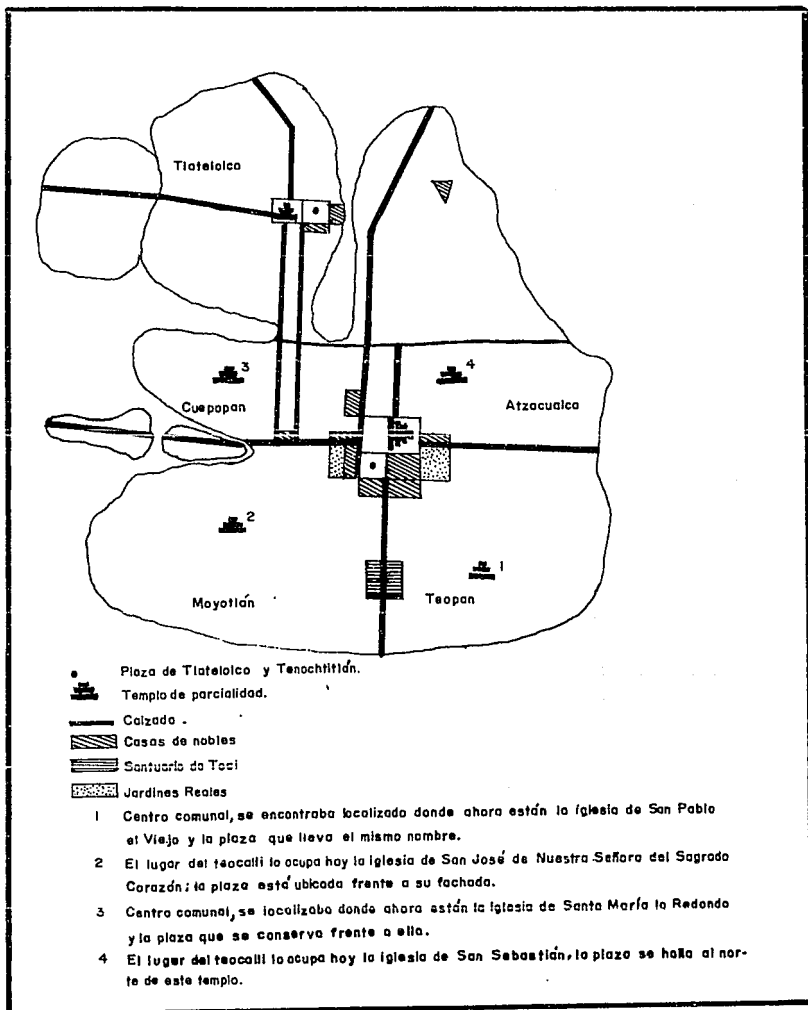 Tlatelolco
3
4
Cuepopan
Atzacualco
2
1
Moyotlán
Teopan
Plaza de Tlatelolco y Tenochtitlán.
Templo de parcialidad.
Calzada .
Casas de nobles
Santuario de Toci
Jardines Reales
1 Centro comunal, se encontraba localizado donde ahora están la iglesia de San Pablo
el Viejo y la plaza que lleva el mismo nombre.
2 El lugar del teocalli lo ocupa hoy la iglesia de San José de Nuestra Señora del Sagrado
Corazón; la plaza está ubicada frente a su fachada.
3 Centro comunal, se localizaba donde ahora están la iglesia de Santa María la Redonda
y la plaza que se conserva frente a ella.
4 El lugar del teocalli lo ocupa hoy la iglesia de San Sebastián, la plaza se halla al nor-
te de este templo.